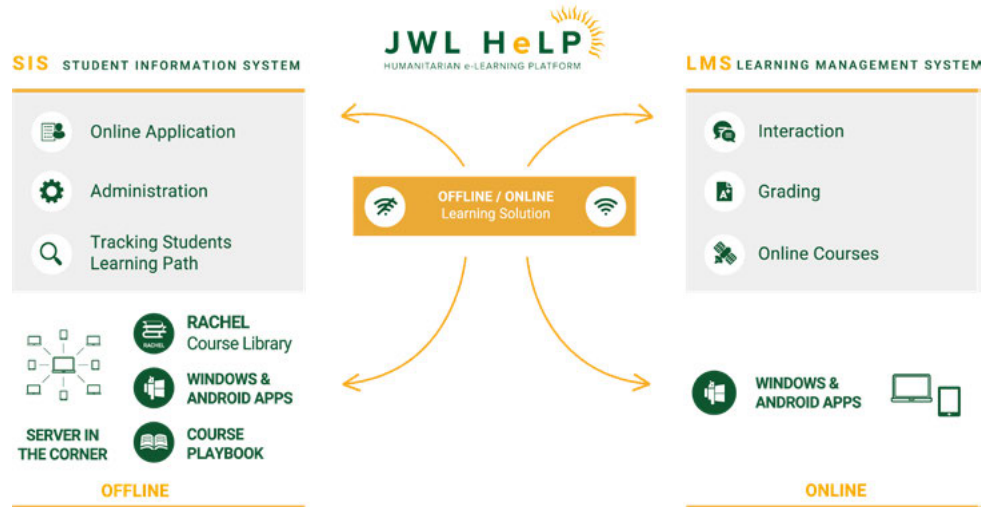 JWL HeLP
HUMANITARIAN e-LEARNING PLATFORM
SIS STUDENT INFORMATION SYSTEM
Online Application
Administration
Tracking Students
Learning Path
OFFLINE / ONLINE
Learning Solution
LMS LEARNING MANAGEMENT SYSTEM
Interaction
A+
Grading
Online Courses
SERVER IN
THE CORNER
RACHEL
RACHEL
Course Library
WINDOWS &
ANDROID APPS
COURSE
PLAYBOOK
OFFLINE
WINDOWS &
ANDROID APPS
ONLINE